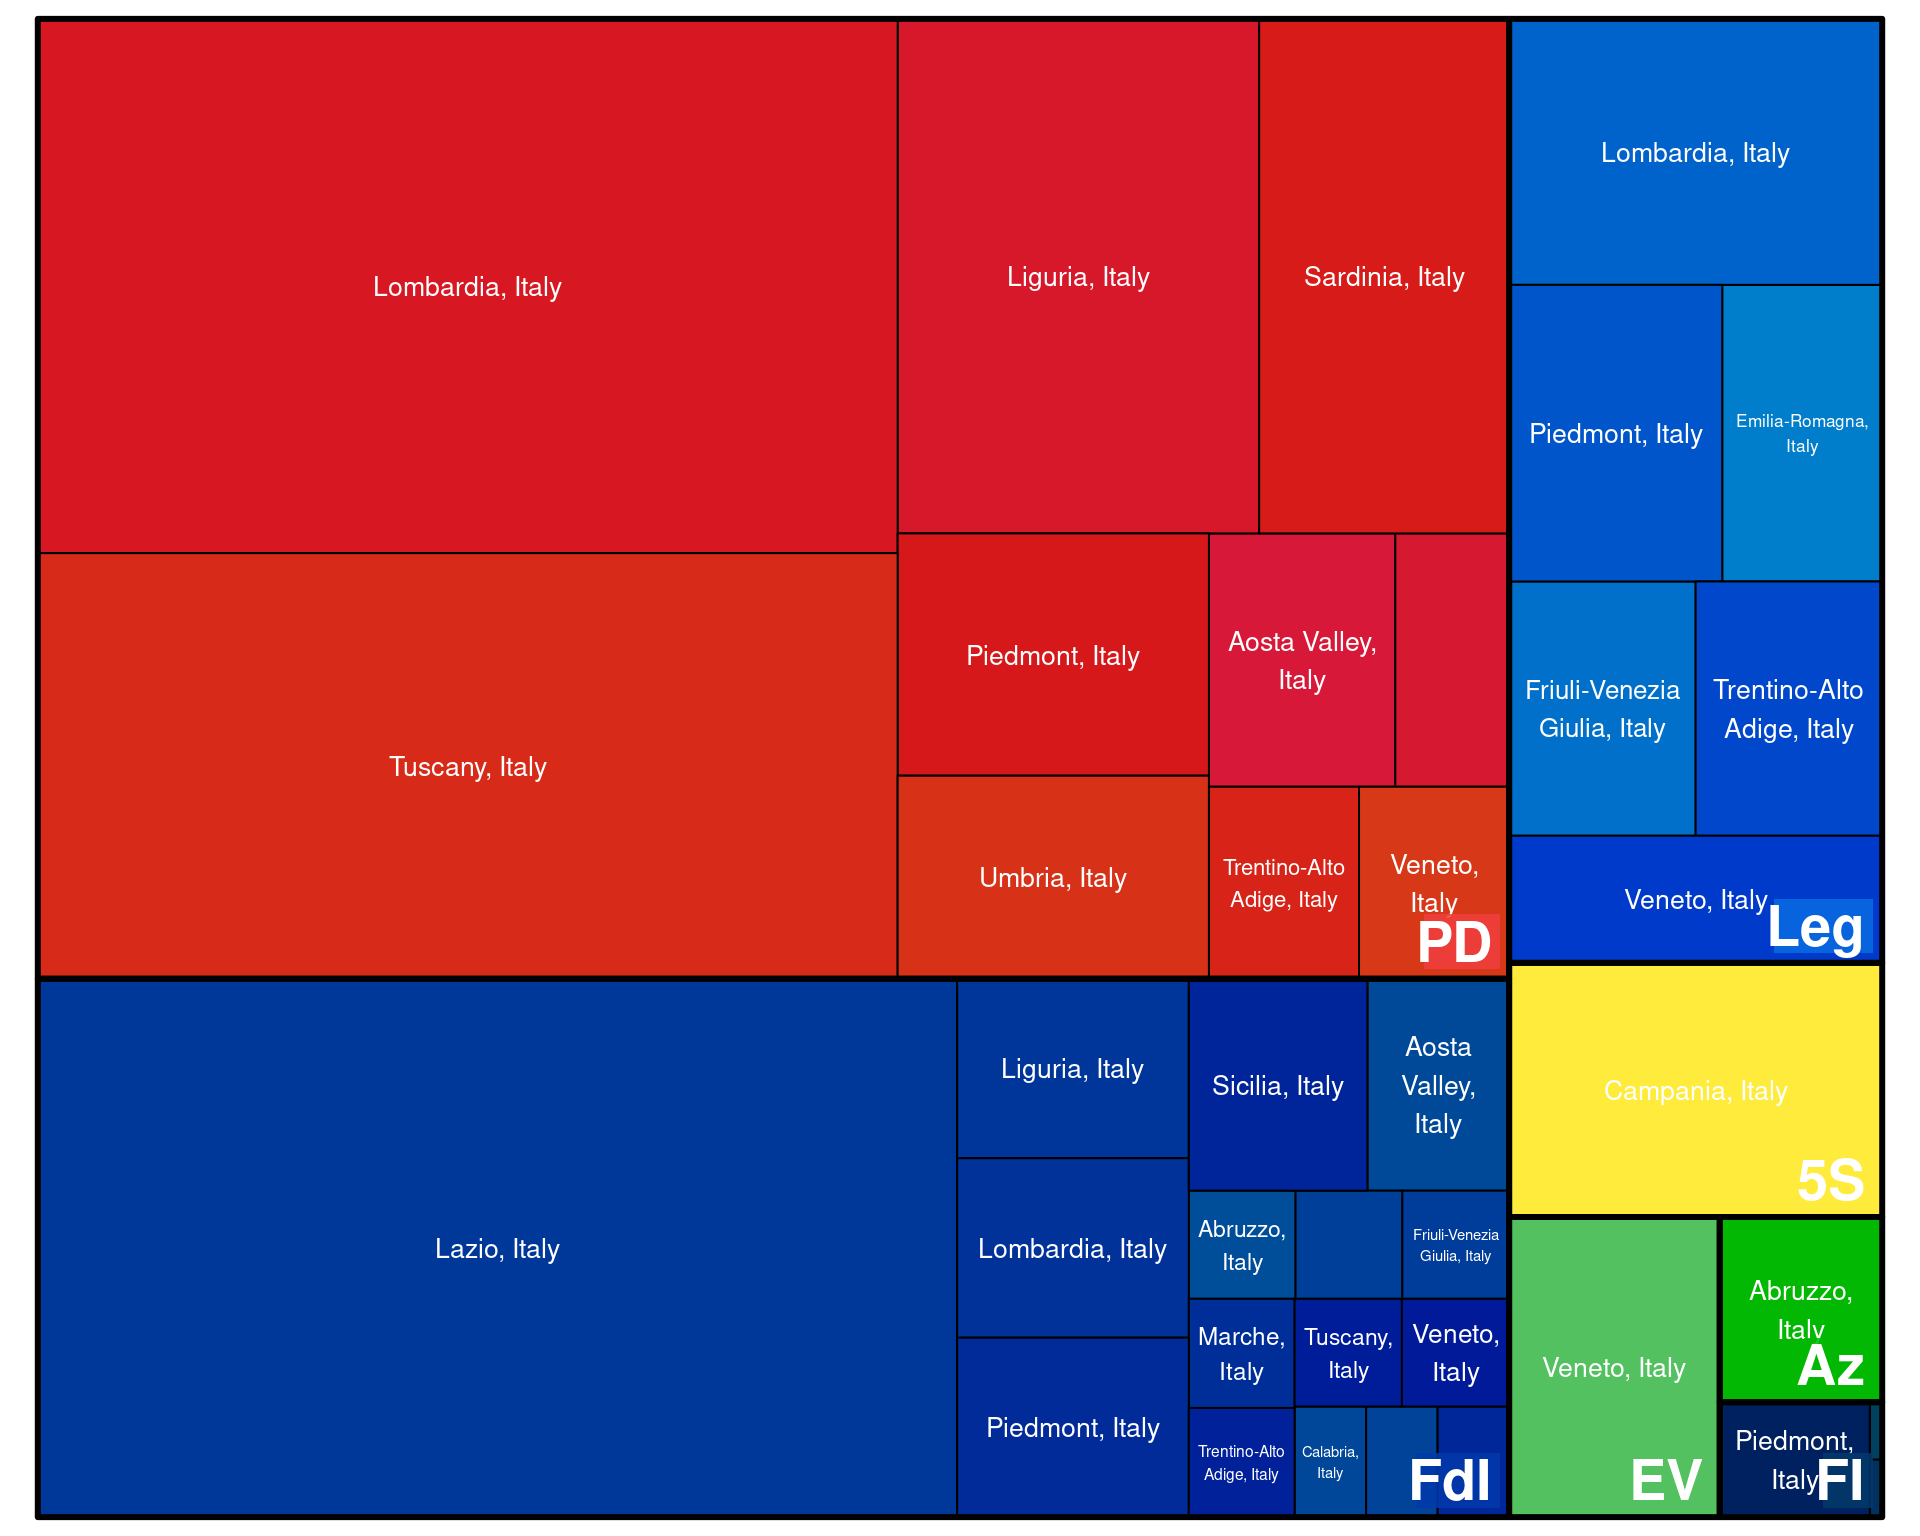 Lombardia, Italy
Tuscany, Italy
Liguria, Italy
Sardinia, Italy
Piedmont, Italy
Umbria, Italy
Aosta Valley,
Italy
Trentino-Alto
Adige, Italy
Veneto,
Italy
PD
Lombardia, Italy
Piedmont, Italy
Emilia-Romagna,
Italy
Friuli-Venezia
Giulia, Italy
Trentino-Alto
Adige, Italy
Veneto, Italy
Leg
Lazio, Italy
Liguria, Italy
Lombardia, Italy
Piedmont, Italy
Sicilia, Italy
Aosta
Valley,
Italy
Abruzzo,
Italy
Friuli-Venezia
Giulia, Italy
Marche,
Italy
Tuscany,
Italy
Veneto,
Italy
Trentino-Alto
Adige, Italy
Calabria,
Italy
FdI
Campania, Italy
5S
Veneto, Italy
EV
Abruzzo,
Italy
Az
Piedmont,
Italy
FI